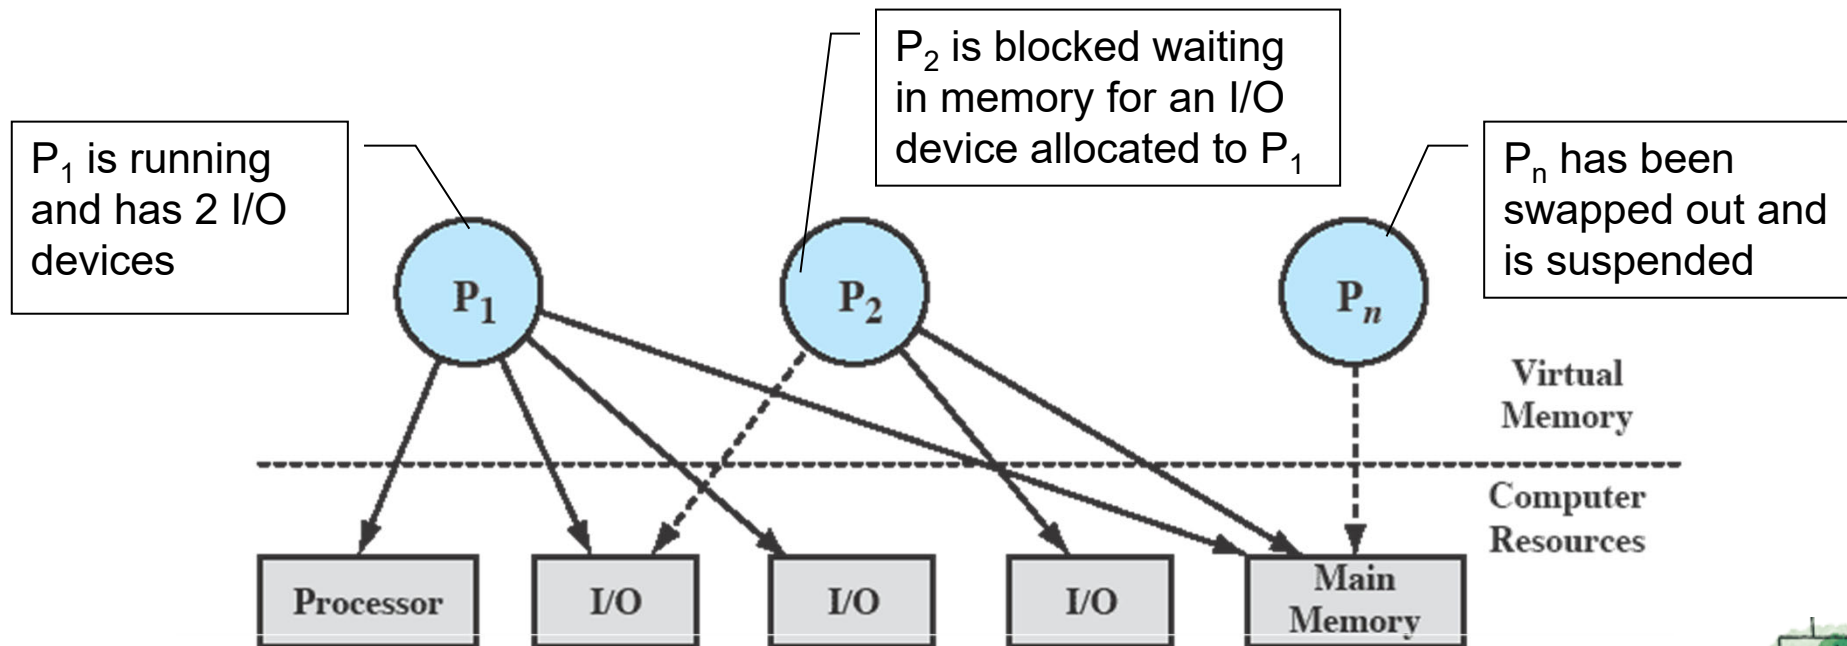 P₂ is blocked waiting
in memory for an I/O
device allocated to P₁
P₁ is running
and has 2 I/O
devices
Pₙ has been
swapped out and
is suspended
P₁
P₂
Pₙ
Virtual
Memory
Computer
Resources
Processor
I/O
I/O
I/O
Main
Memory